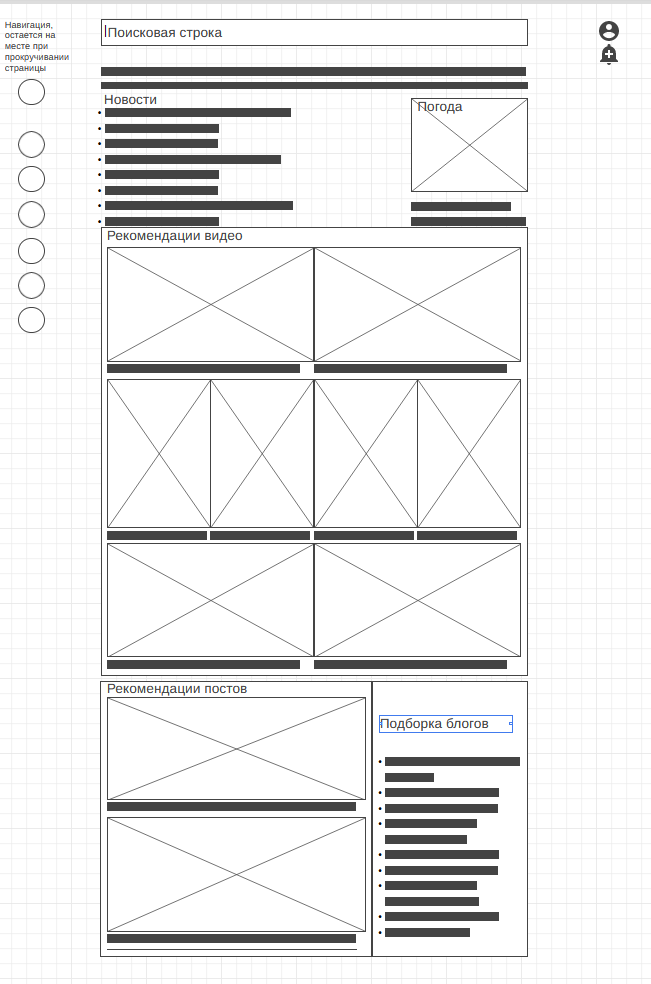 Навигация,
остается на
месте при
прокручивании
страницы
Поисковая строка
Новости
Погода
Рекомендации видео
Рекомендации постов
Подборка блогов